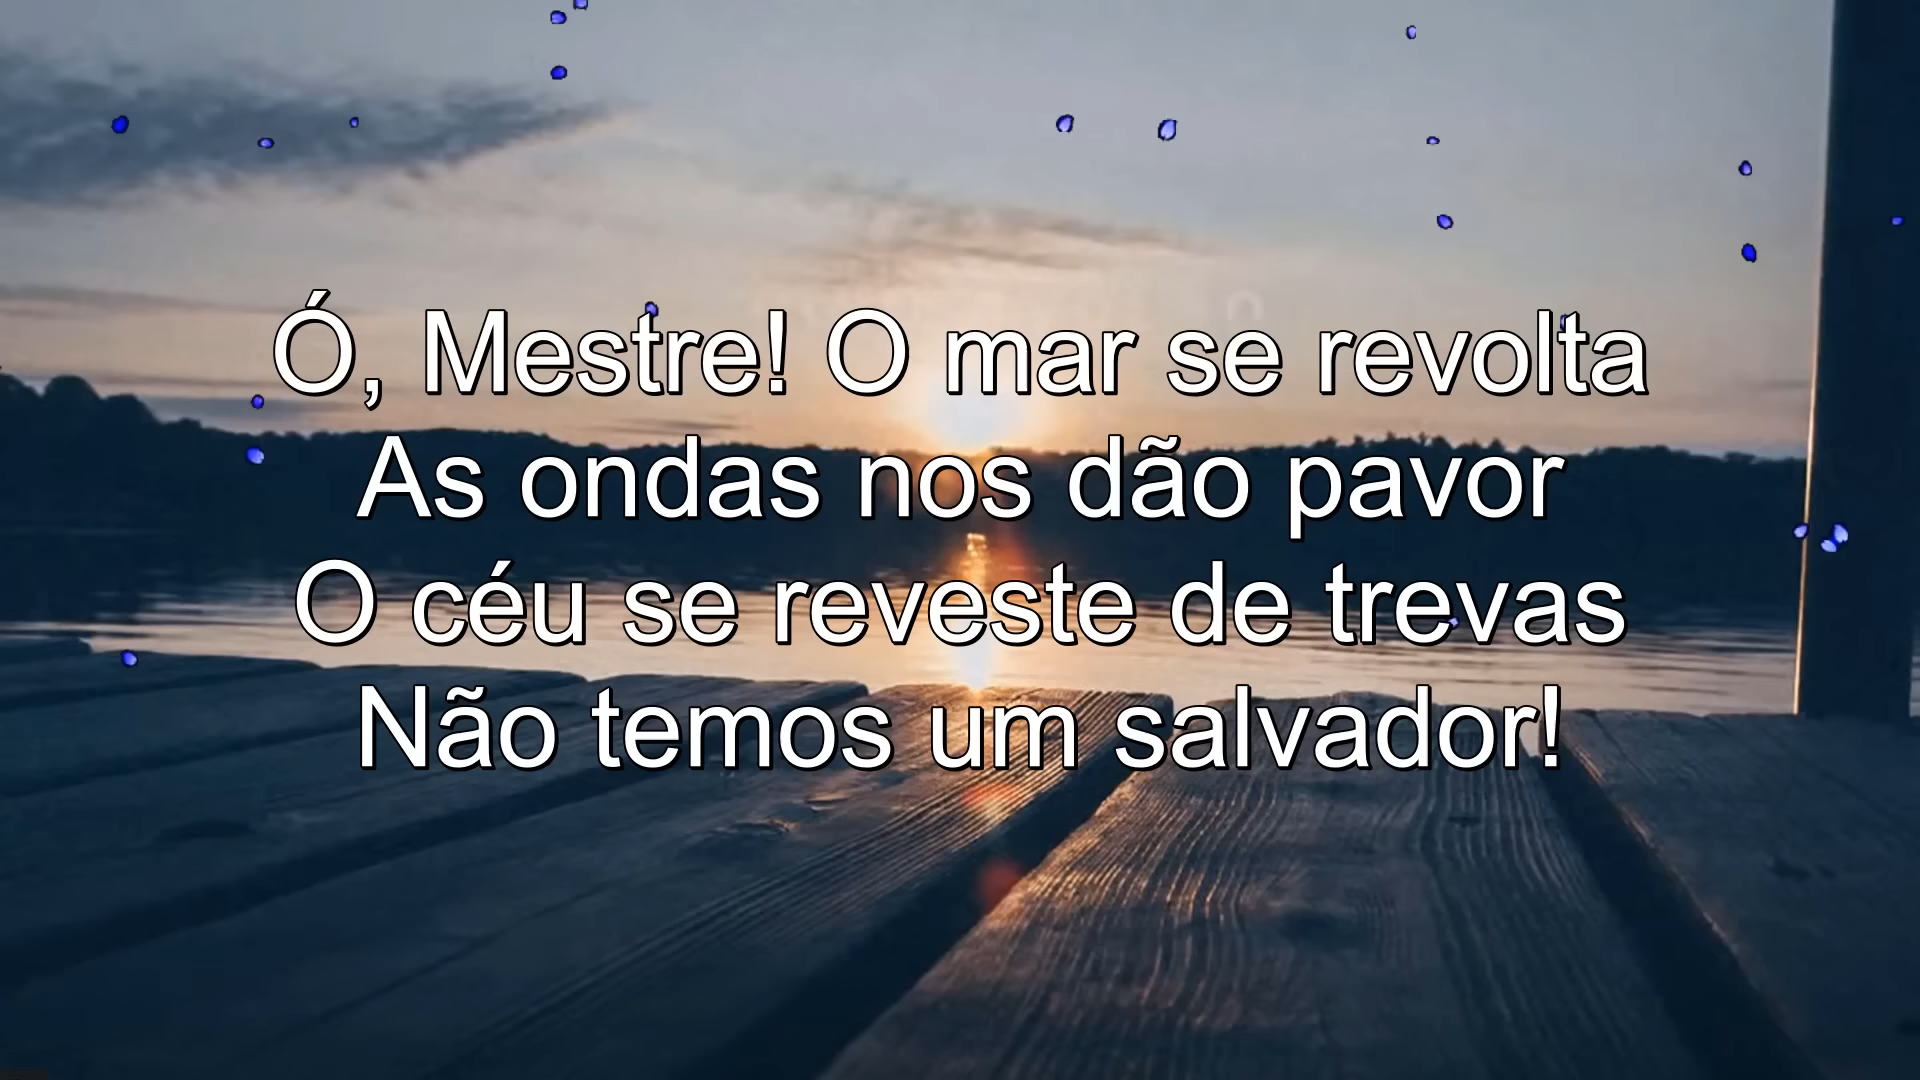 Ó, Mestre! O mar se revolta
As ondas nos dão pavor
O céu se reveste de trevas
Não temos um salvador!